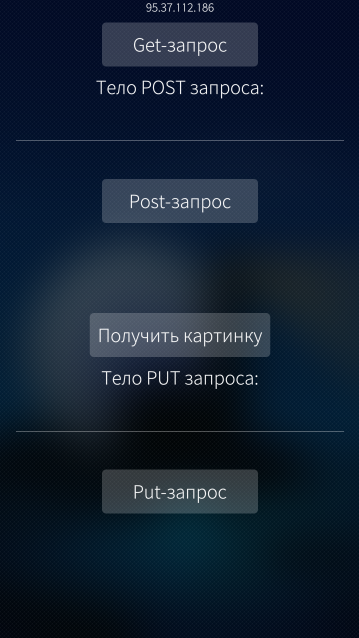 95.37.112.186
Get-запрос
Тело POST запроса:
Post-запрос
Получить картинку
Тело PUT запроса:
Put-запрос